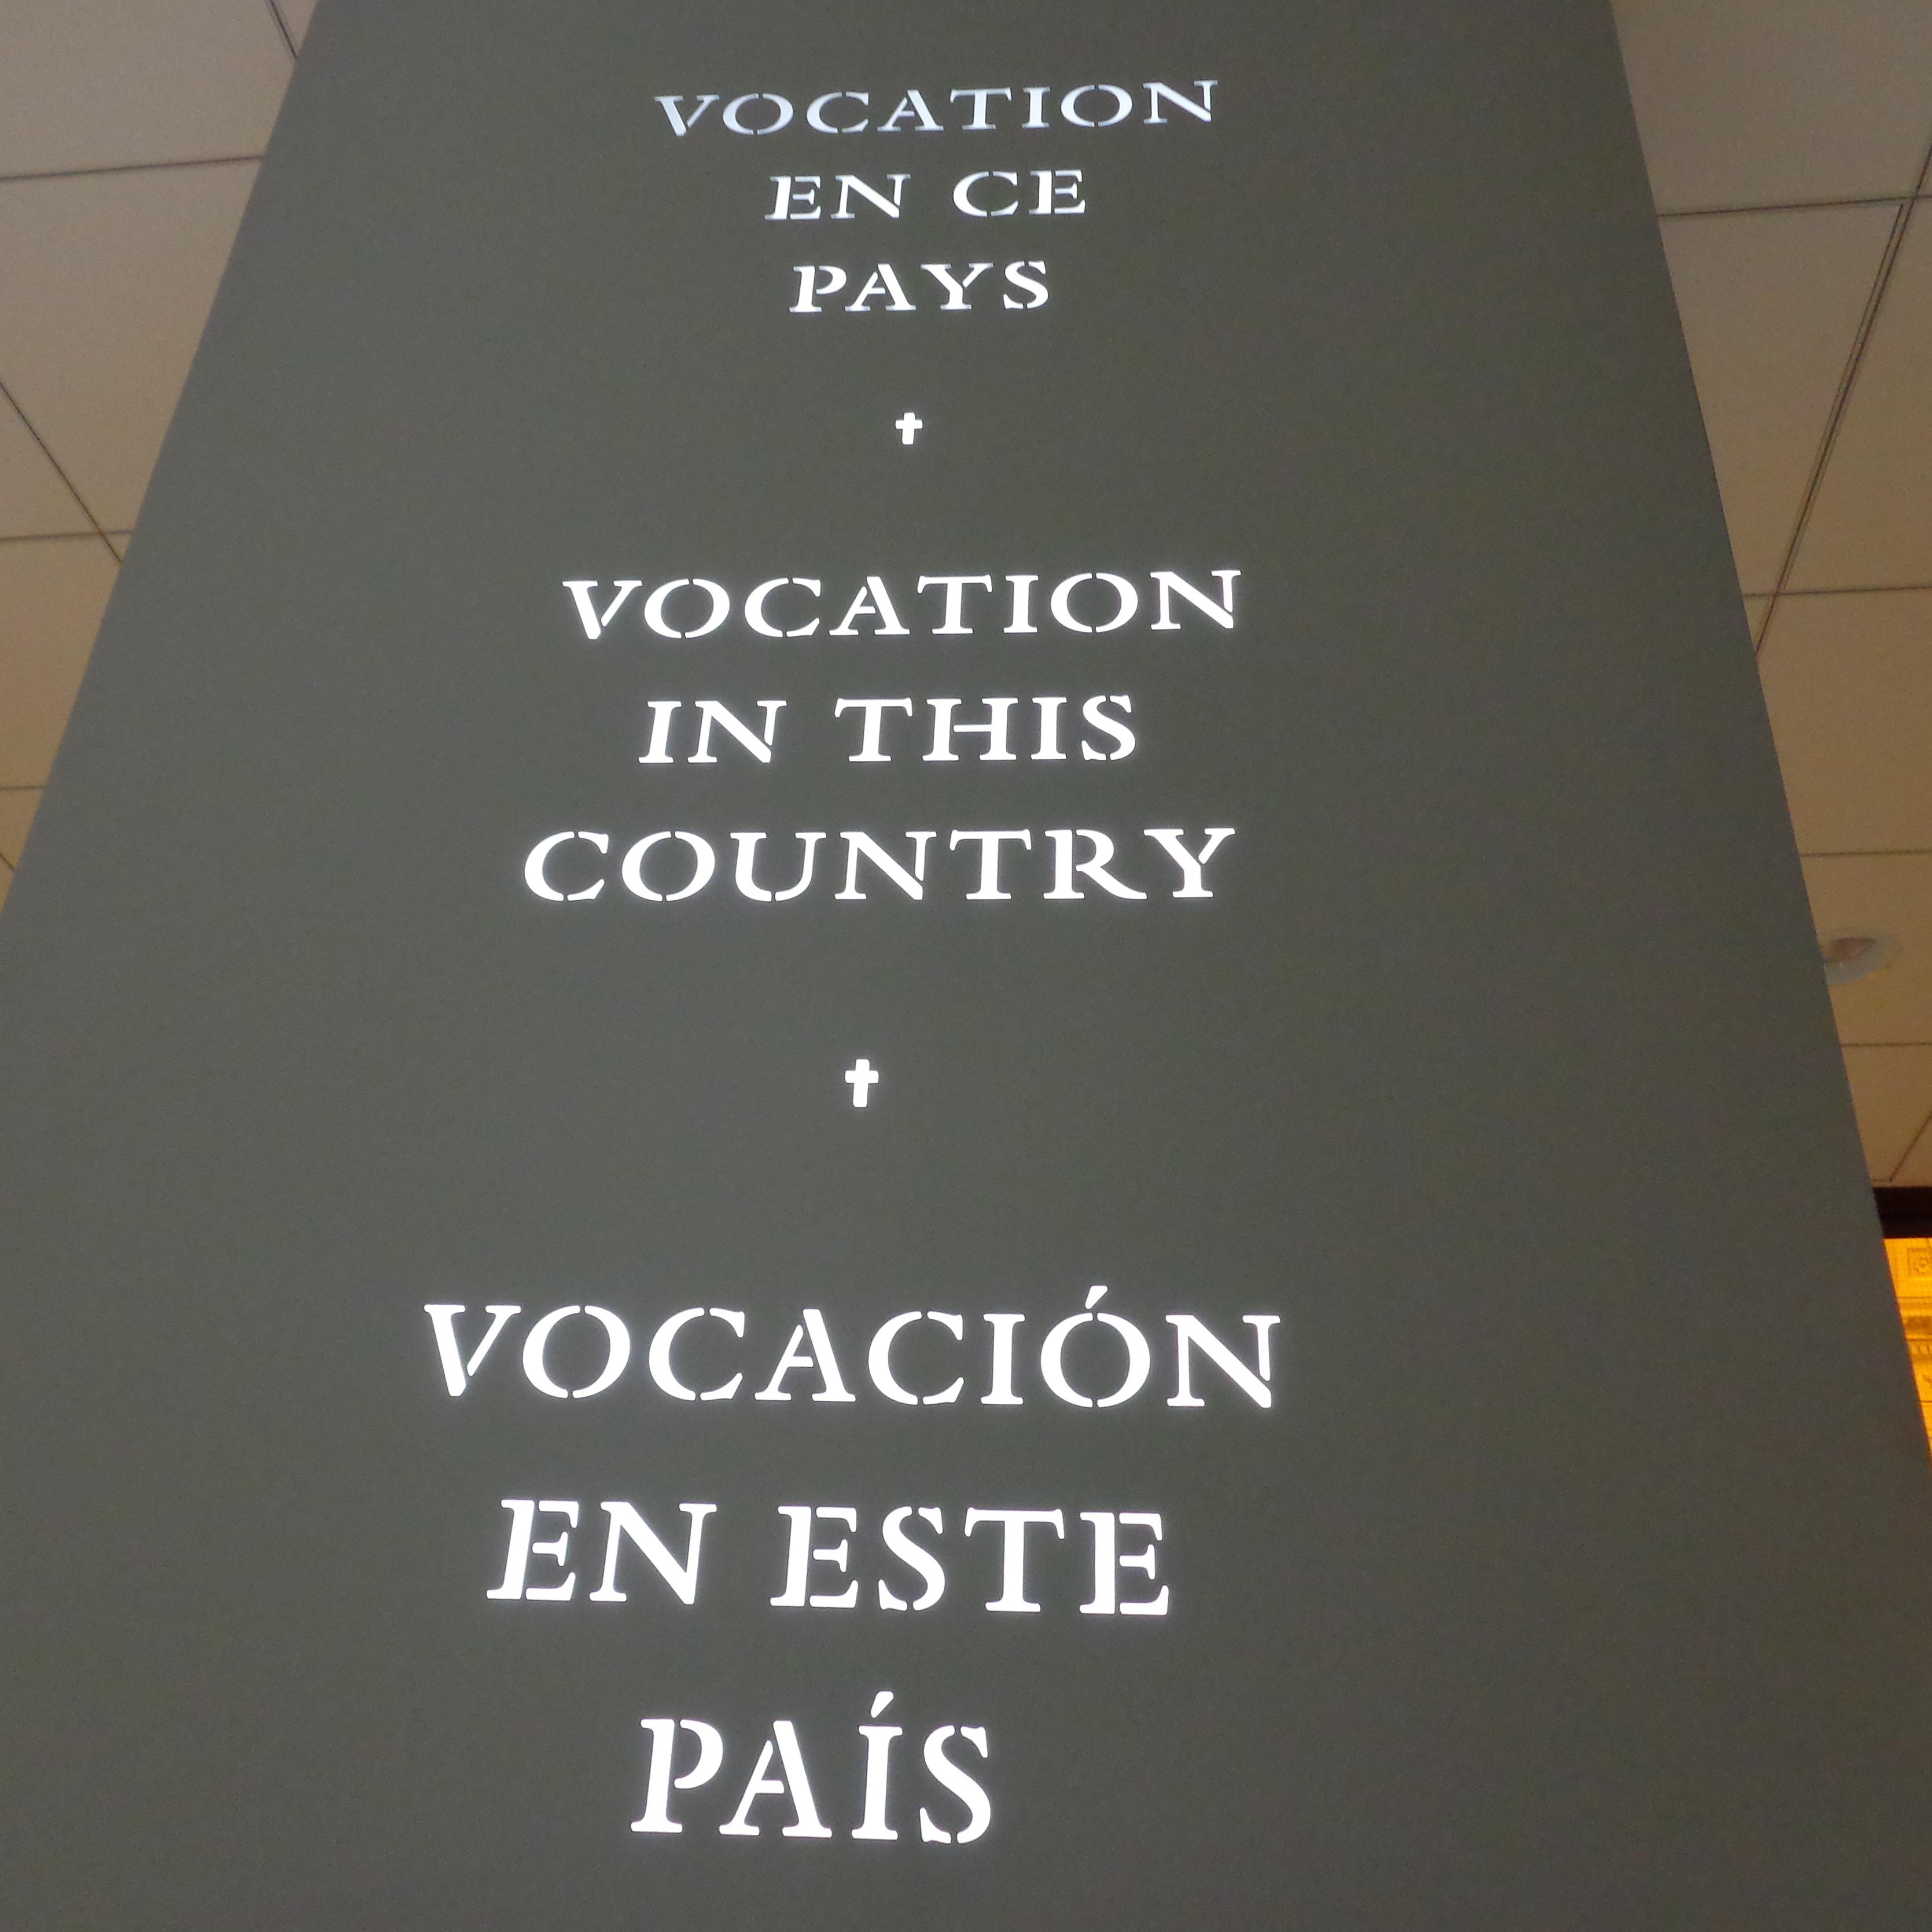 VOCATION
EN CE
PAYS
✝
VOCATION
IN THIS
COUNTRY
✝
VOCACIÓN
EN ESTE
PAÍS